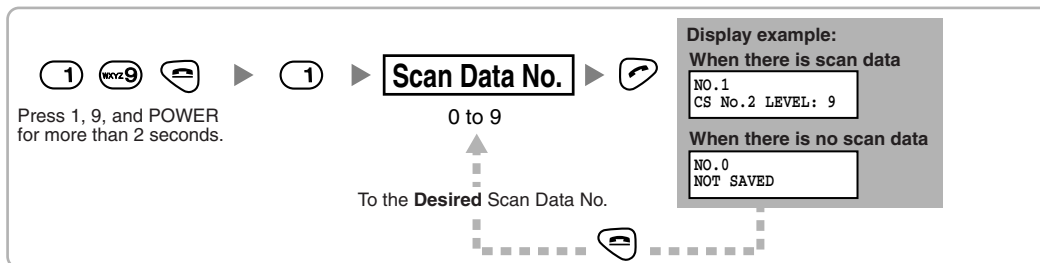 Display example:
When there is scan data
1 wxyz9 1 Scan Data No.
NO.1
CS No.2 LEVEL: 9
Press 1, 9, and POWER
for more than 2 seconds.
0 to 9
When there is no scan data
NO.0
NOT SAVED
To the Desired Scan Data No.